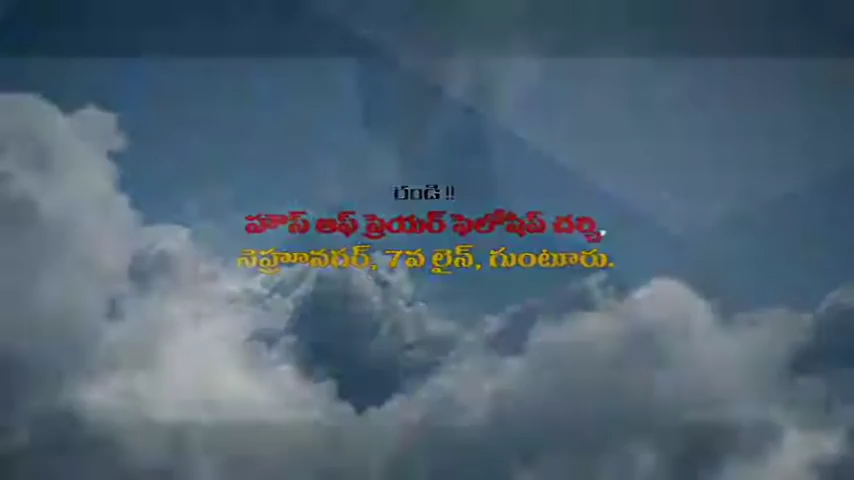 రండి !!
హౌస్ ఆఫ్ ప్రెయర్ ఫెలోషిప్ చర్చి,
నెహ్రూనగర్, 7వ లైన్, గుంటూరు.